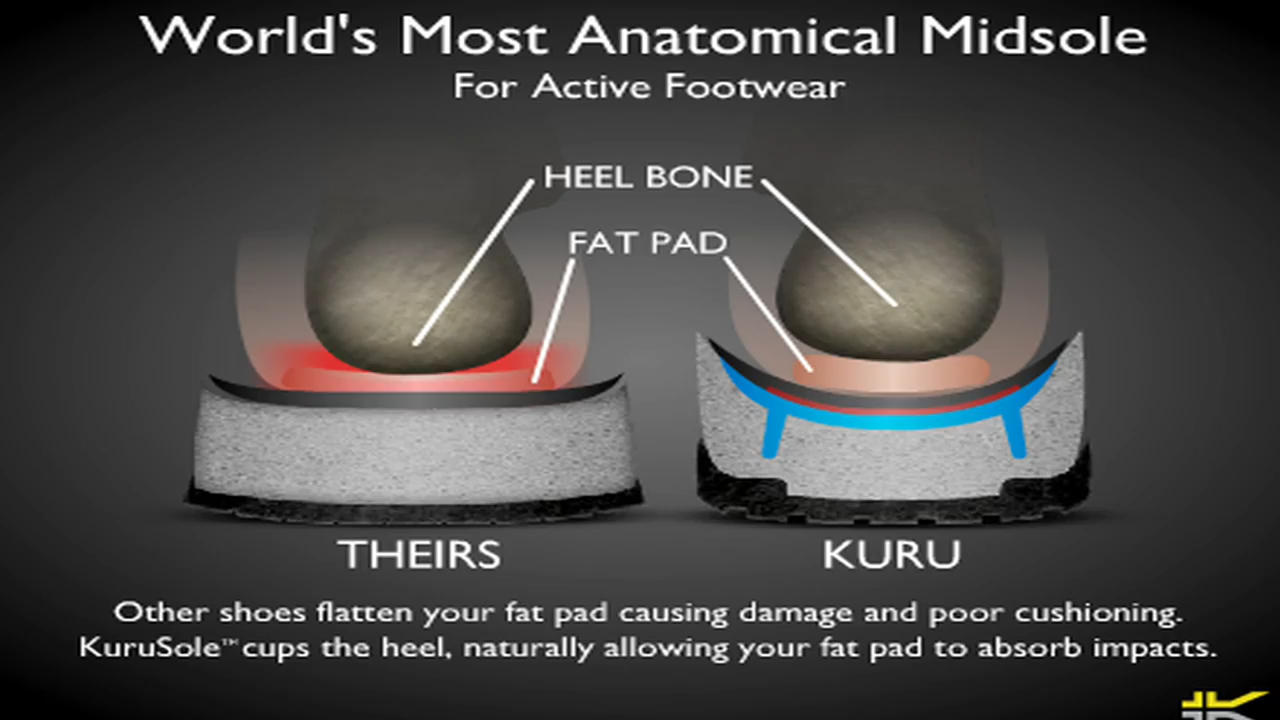 World's Most Anatomical Midsole
For Active Footwear
HEEL BONE
FAT PAD
THEIRS
KURU
Other shoes flatten your fat pad causing damage and poor cushioning.
KuruSole™ cups the heel, naturally allowing your fat pad to absorb impacts.